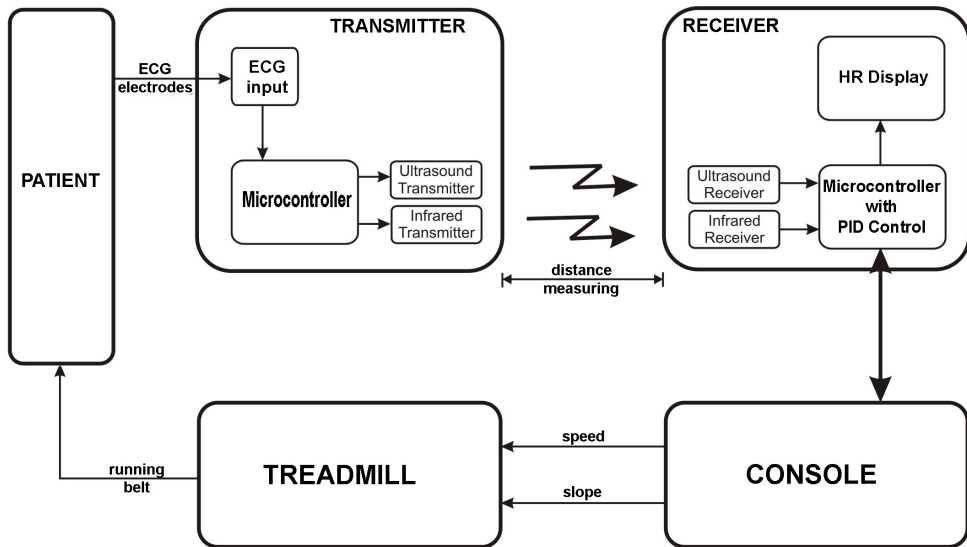 PATIENT
ECG
electrodes
TRANSMITTER
ECG
input
Microcontroller
Ultrasound
Transmitter
Infrared
Transmitter
distance
measuring
RECEIVER
HR Display
Ultrasound
Receiver
Infrared
Receiver
Microcontroller
with
PID Control
running
belt
TREADMILL
speed
slope
CONSOLE